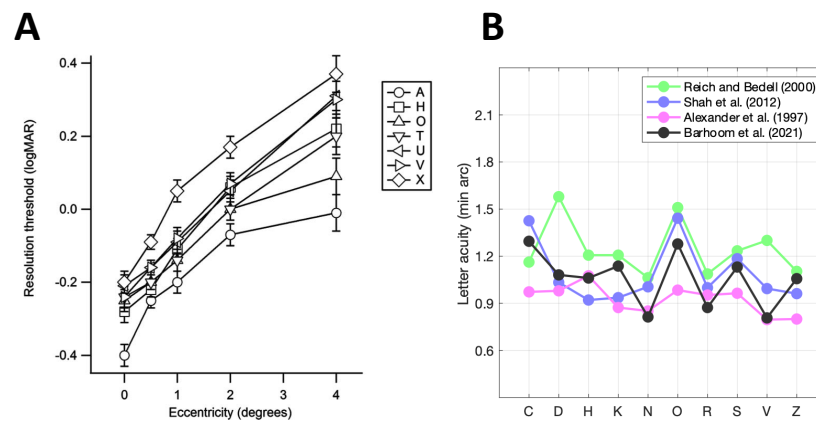 A
B
0.4
0.2
0.0
-0.2
-0.4
Resolution threshold (logMAR)
0
1
2
3
4
Eccentricity (degrees)
A
H
O
T
U
V
X
2.1
1.8
1.5
1.2
0.9
0.6
Letter acuity (min arc)
Reich and Bedell (2000)
Shah et al. (2012)
Alexander et al. (1997)
Barhoom et al. (2021)
C D H K N O R S V Z